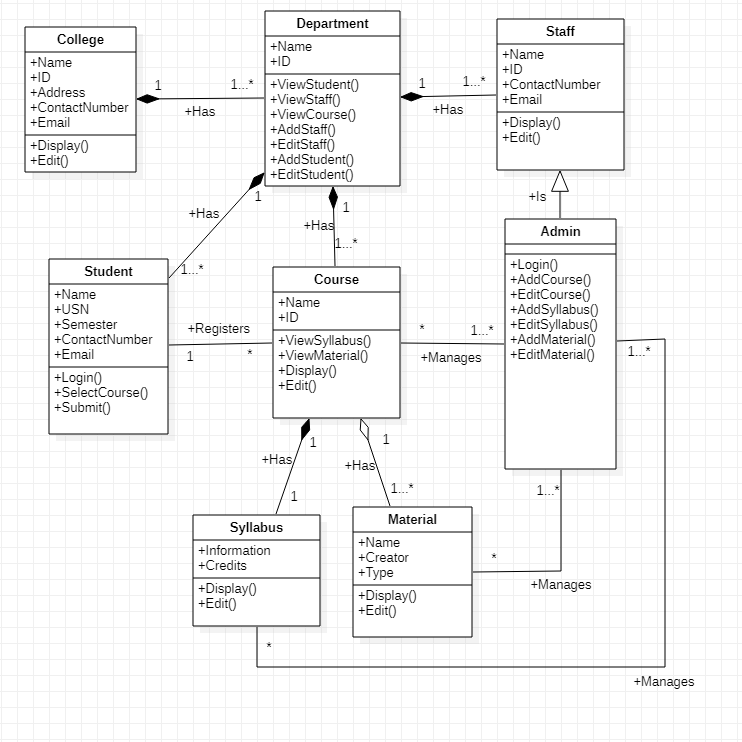 College
+Name
+ID
+Address
+ContactNumber
+Email
+Display()
+Edit()
1
1...*
+Has
Department
+Name
+ID
+ViewStudent()
+ViewStaff()
+ViewCourse()
+AddStaff()
+EditStaff()
+AddStudent()
+EditStudent()
1
1...*
+Has
Staff
+Name
+ID
+ContactNumber
+Email
+Display()
+Edit()
+Is
1
+Has
1...*
1
+Has
1...*
Student
+Name
+USN
+Semester
+ContactNumber
+Email
+Login()
+SelectCourse()
+Submit()
+Registers
1
*
Course
+Name
+ID
+ViewSyllabus()
+ViewMaterial()
+Display()
+Edit()
*
1...*
+Manages
Admin
+Login()
+AddCourse()
+EditCourse()
+AddSyllabus()
+EditSyllabus()
+AddMaterial()
+EditMaterial()
1...*
1
+Has
1
1
+Has
1...*
1...*
Syllabus
+Information
+Credits
+Display()
+Edit()
Material
+Name
+Creator
+Type
+Display()
+Edit()
*
+Manages
*
+Manages